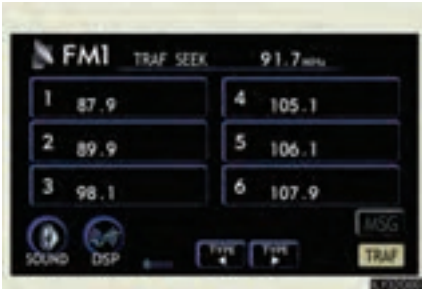 FM1 TRAF SEEK 91.7 MHz
1 87.9
4 105.1
2 89.9
5 106.1
3 98.1
6 107.9
MSG
SOUND DSP TYPE TYPE TRAF